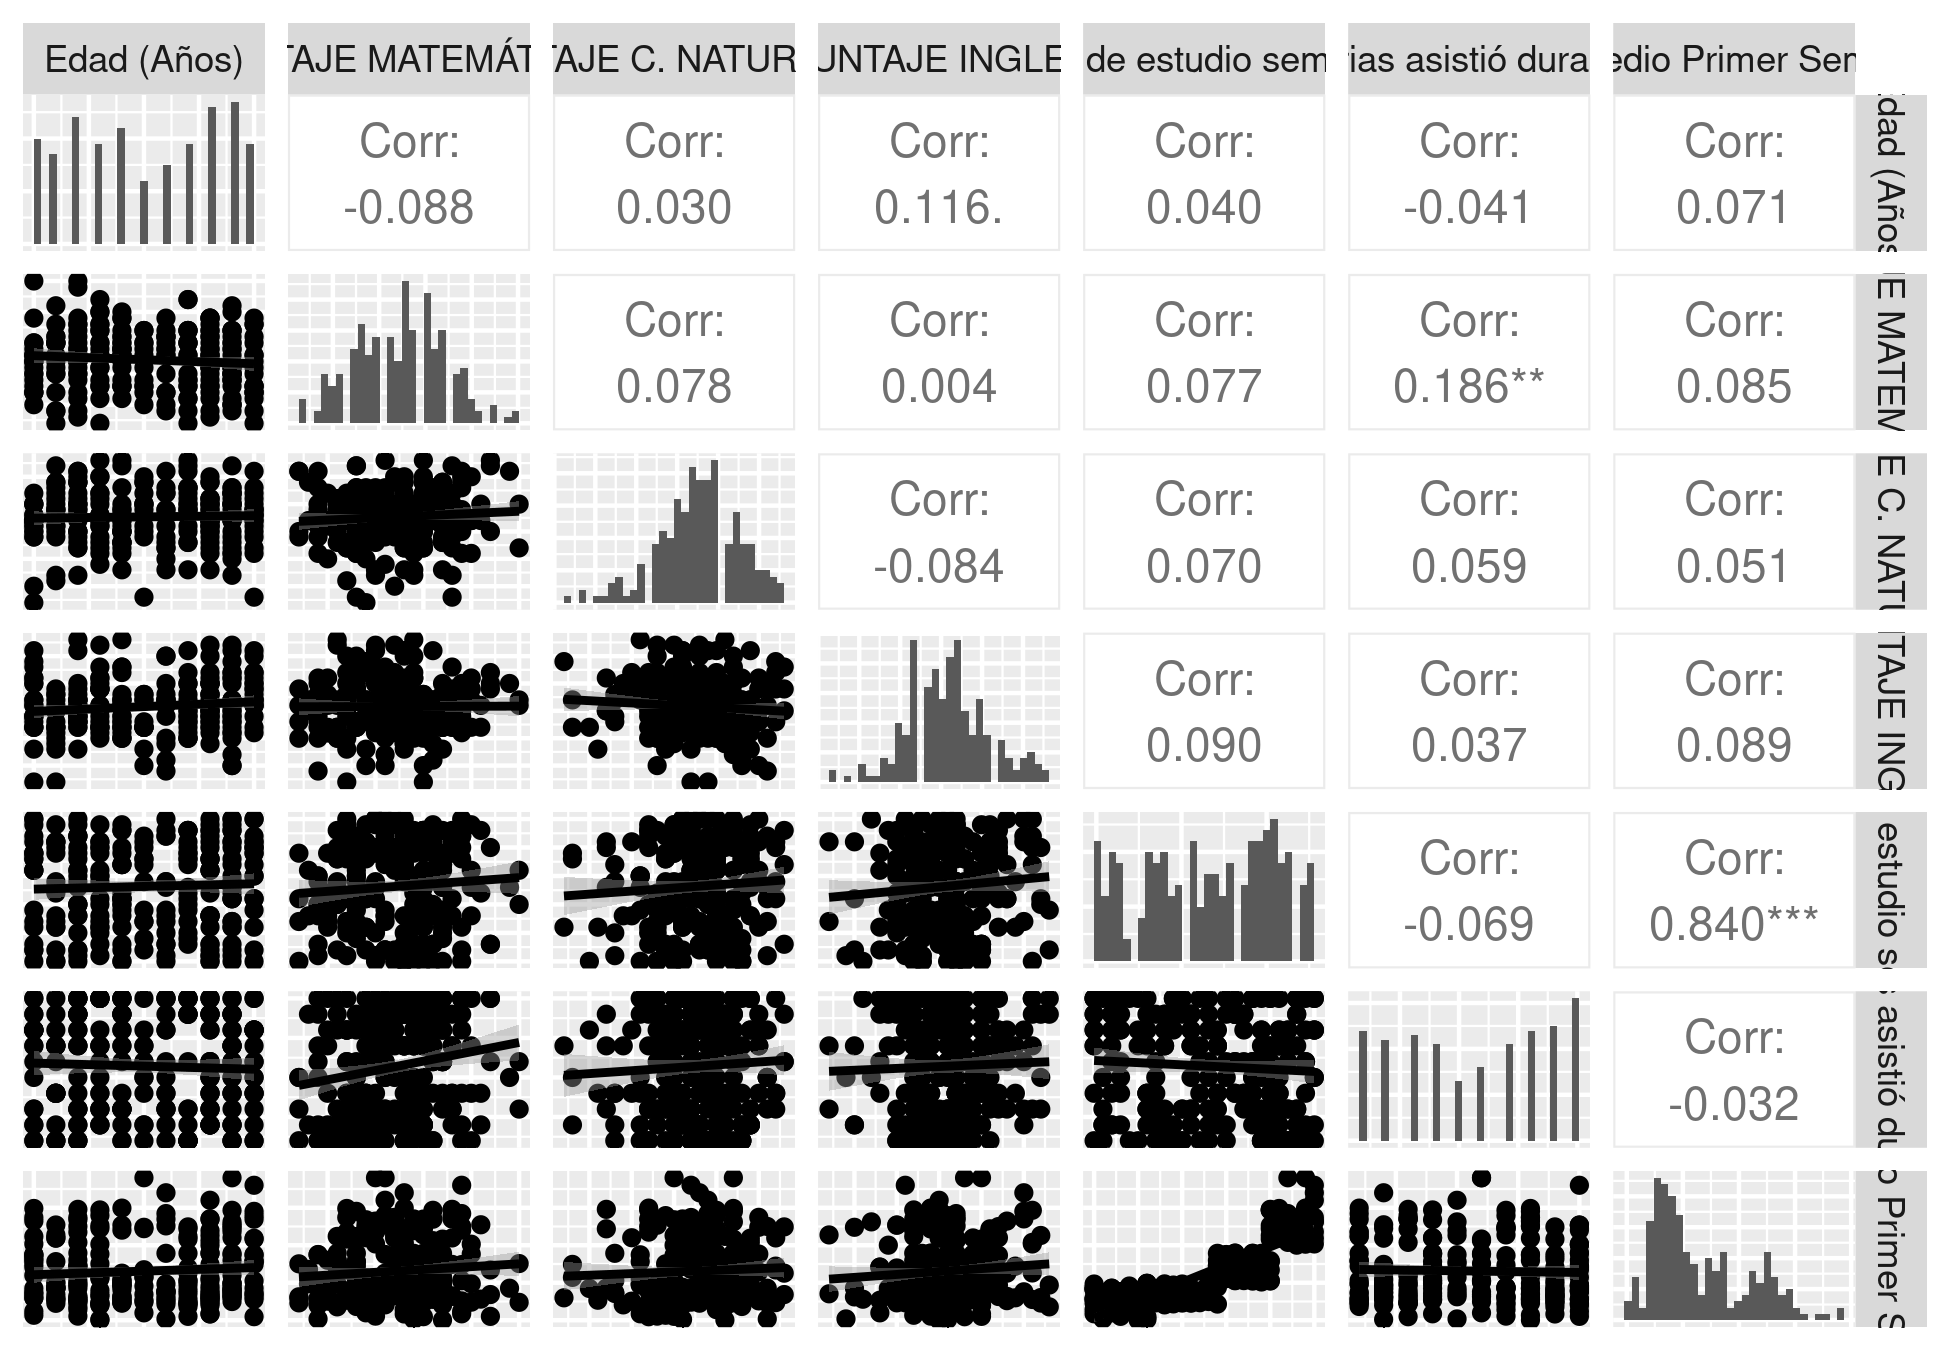 Edad (Años)
TAJE MATEMÁT
TAJE C. NATUR
UNTAJE INGLE
de estudio sem
rias asistió dura
edio Primer Sem
Corr:
-0.088
Corr:
0.030
Corr:
0.116.
Corr:
0.040
Corr:
-0.041
Corr:
0.071
dad (Años
Corr:
0.078
Corr:
0.004
Corr:
0.077
Corr:
0.186**
Corr:
0.085
E MATEM
Corr:
-0.084
Corr:
0.070
Corr:
0.059
Corr:
0.051
E C. NATU
Corr:
0.090
Corr:
0.037
Corr:
0.089
TAJE ING
Corr:
-0.069
Corr:
0.840***
estudio se
Corr:
-0.032
s asistió du
o Primer S